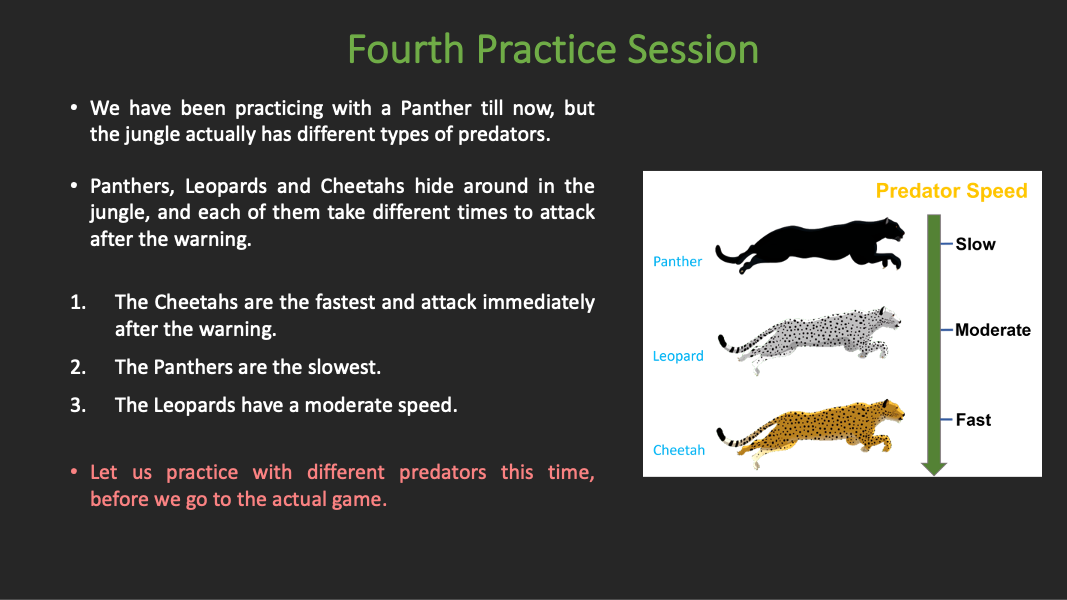 Fourth Practice Session
• We have been practicing with a Panther till now, but
the jungle actually has different types of predators.
• Panthers, Leopards and Cheetahs hide around in the
jungle, and each of them take different times to attack
after the warning.
1. The Cheetahs are the fastest and attack immediately
after the warning.
2. The Panthers are the slowest.
3. The Leopards have a moderate speed.
• Let us practice with different predators this time,
before we go to the actual game.
Predator Speed
Panther
Slow
Leopard
Moderate
Cheetah
Fast